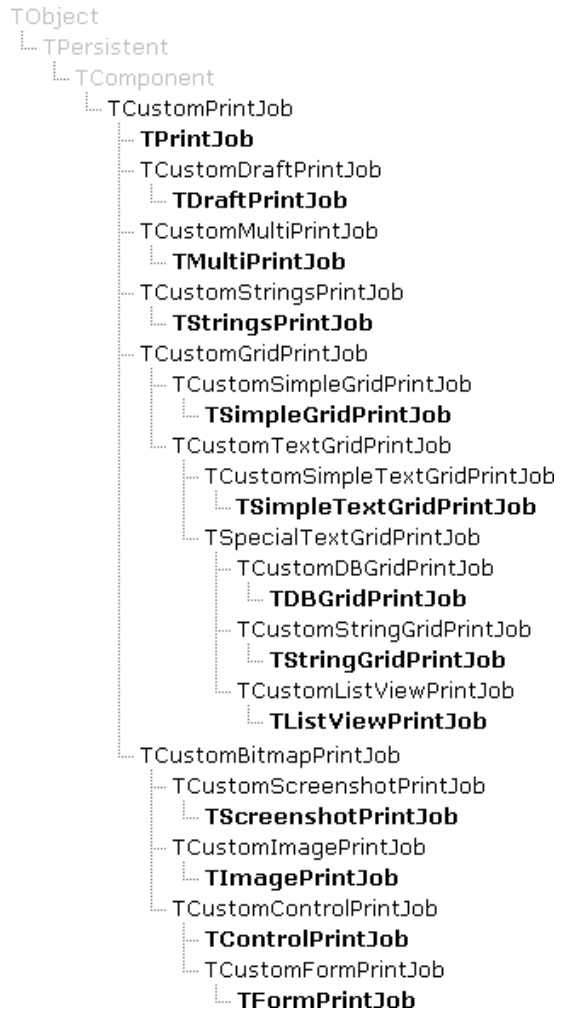 TObject
TPersistent
TComponent
TCustomPrintJob
TPrintJob
TCustomDraftPrintJob
TDraftPrintJob
TCustomMultiPrintJob
TMultiPrintJob
TCustomStringsPrintJob
TStringsPrintJob
TCustomGridPrintJob
TCustomSimpleGridPrintJob
TSimpleGridPrintJob
TCustomTextGridPrintJob
TCustomSimpleTextGridPrintJob
TSimpleTextGridPrintJob
TSpecialTextGridPrintJob
TCustomDBGridPrintJob
TDBGridPrintJob
TCustomStringGridPrintJob
TStringGridPrintJob
TCustomListViewPrintJob
TListViewPrintJob
TCustomBitmapPrintJob
TCustomScreenshotPrintJob
TScreenshotPrintJob
TCustomImagePrintJob
TImagePrintJob
TCustomControlPrintJob
TControlPrintJob
TCustomFormPrintJob
TFormPrintJob